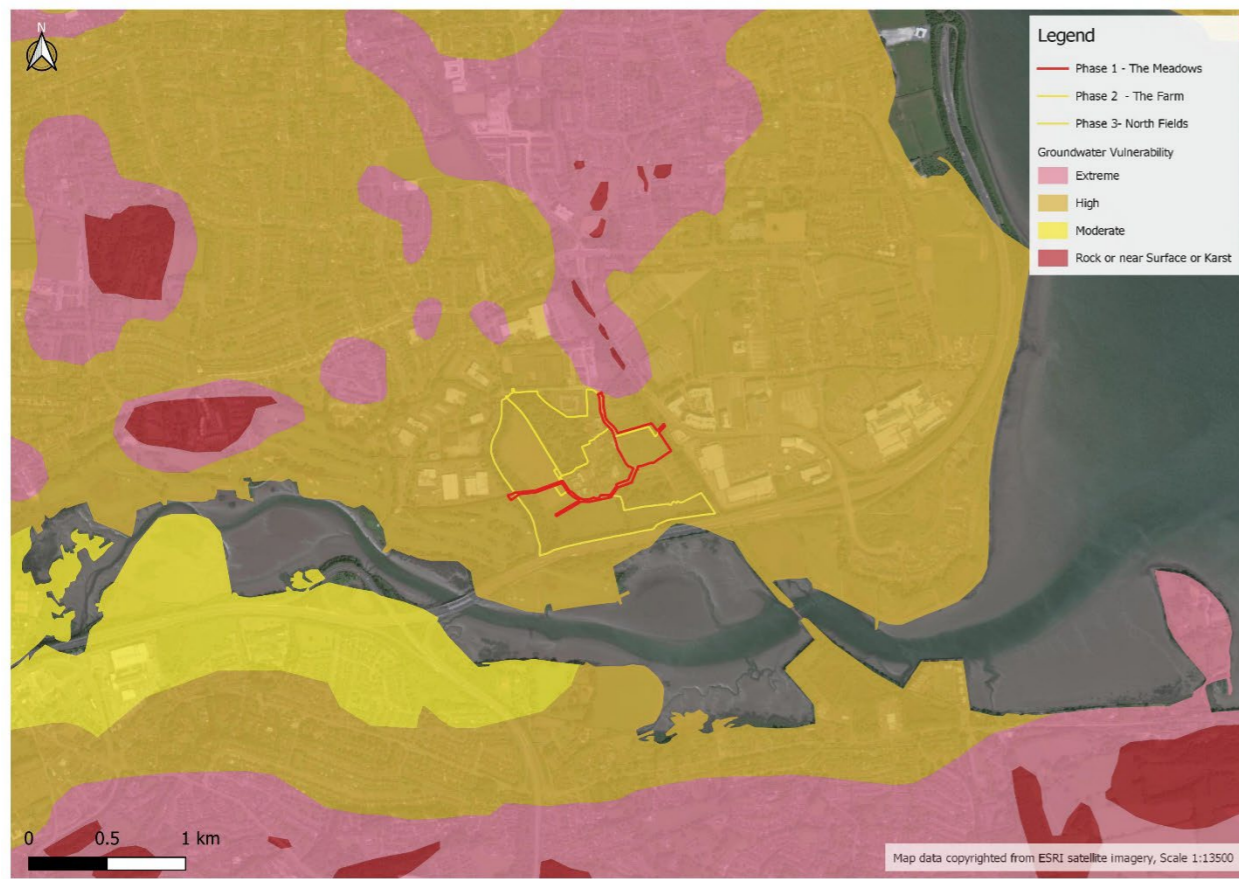 N
Legend
Phase 1 - The Meadows
Phase 2 - The Farm
Phase 3- North Fields
Groundwater Vulnerability
Extreme
High
Moderate
Rock or near Surface or Karst
0 0.5 1 km
Map data copyrighted from ESRI satellite imagery, Scale 1:13500